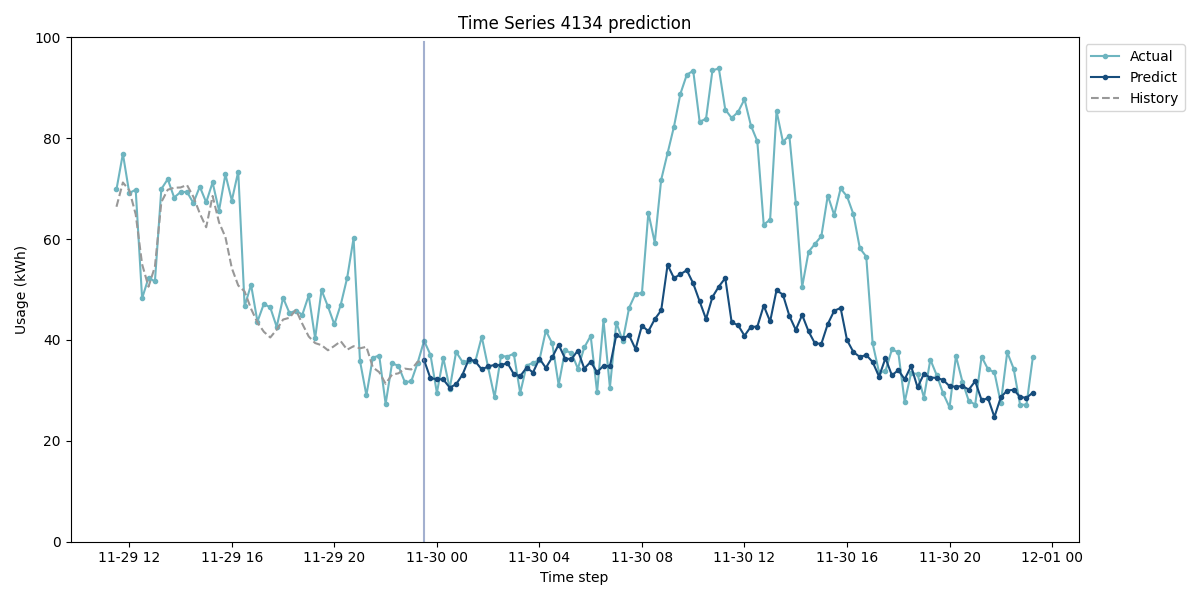 Time Series 4134 prediction
Actual
Predict
History
Usage (kWh)
100
80
60
40
20
0
11-29 12
11-29 16
11-29 20
11-30 00
11-30 04
11-30 08
11-30 12
11-30 16
11-30 20
12-01 00
Time step